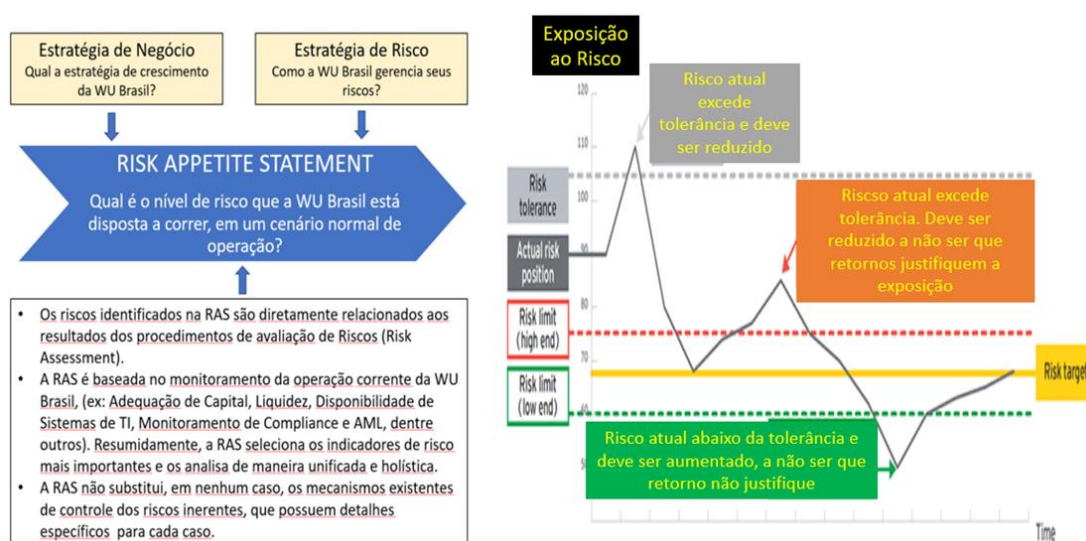 Estratégia de Negócio
Qual a estratégia de crescimento
da WU Brasil?
Estratégia de Risco
Como a WU Brasil gerencia seus
riscos?
RISK APPETITE STATEMENT
Qual é o nível de risco que a WU Brasil está
disposta a correr, em um cenário normal de
operação?
• Os riscos identificados na RAS são diretamente relacionados aos
resultados dos procedimentos de avaliação de Riscos (Risk
Assessment).
• A RAS é baseada no monitoramento da operação corrente da WU
Brasil, (ex: Adequação de Capital, Liquidez, Disponibilidade de
Sistemas de TI, Monitoramento de Compliance e AML, dentre
outros). Resumidamente, a RAS seleciona os indicadores de risco
mais importantes e os analisa de maneira unificada e holística.
• A RAS não substitui, em nenhum caso, os mecanismos existentes
de controle dos riscos inerentes, que possuem detalhes
específicos para cada caso.
Exposição
ao Risco
120
110
100
90
80
70
60
50
Risk
tolerance
Actual risk
position
Risk limit
(high end)
Risk limit
(low end)
Risco atual
excede
tolerância e deve
ser reduzido
Riscso atual excede
tolerância. Deve ser
reduzido a não ser que
retornos justifiquem a
exposição
Risk target
Risco atual abaixo da tolerância e
deve ser aumentado, a não ser que
retorno não justifique
Time